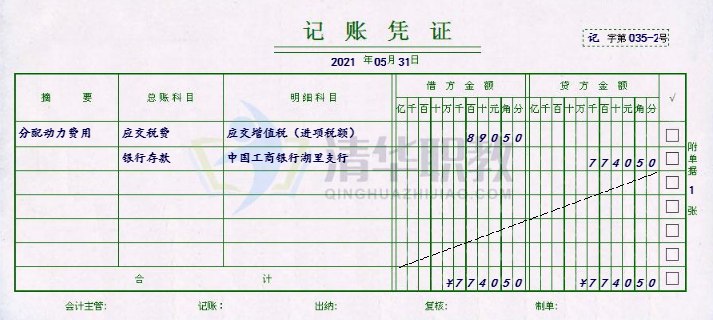 记 账 凭 证
记 字第 035-2号
2021 年 05 月 31 日
摘 要 总账科目 明细科目 借方金额 贷方金额 √
亿千百十万千百十元角分 亿千百十万千百十元角分
分配动力费用 应交税费 应交增值税（进项税额） 89050
银行存款 中国工商银行湖里支行 774050
合 计 ¥774050 ¥774050
附单据 1 张
会计主管: 记账: 出纳: 复核: 制单:
清华职教
QINGHUAZHIJIAO.COM